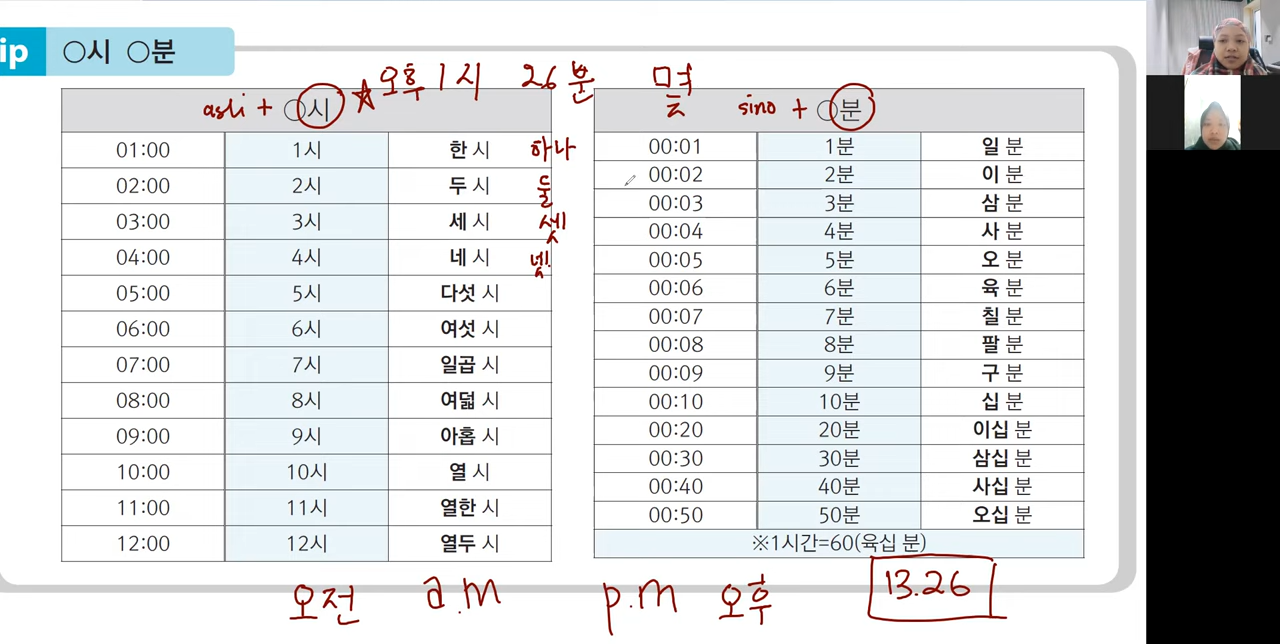 ip ○시 ○분
오후 1시 26분 몇
asli + ○시
sino + ○분
01:00 1시 한 시 하나
02:00 2시 두 시 둘
03:00 3시 세 시 셋
04:00 4시 네 시 넷
05:00 5시 다섯 시
06:00 6시 여섯 시
07:00 7시 일곱 시
08:00 8시 여덟 시
09:00 9시 아홉 시
10:00 10시 열 시
11:00 11시 열한 시
12:00 12시 열두 시
00:01 1분 일 분
00:02 2분 이 분
00:03 3분 삼 분
00:04 4분 사 분
00:05 5분 오 분
00:06 6분 육 분
00:07 7분 칠 분
00:08 8분 팔 분
00:09 9분 구 분
00:10 10분 십 분
00:20 20분 이십 분
00:30 30분 삼십 분
00:40 40분 사십 분
00:50 50분 오십 분
※1시간=60(육십 분)
오전 a.m p.m 오후 13.26